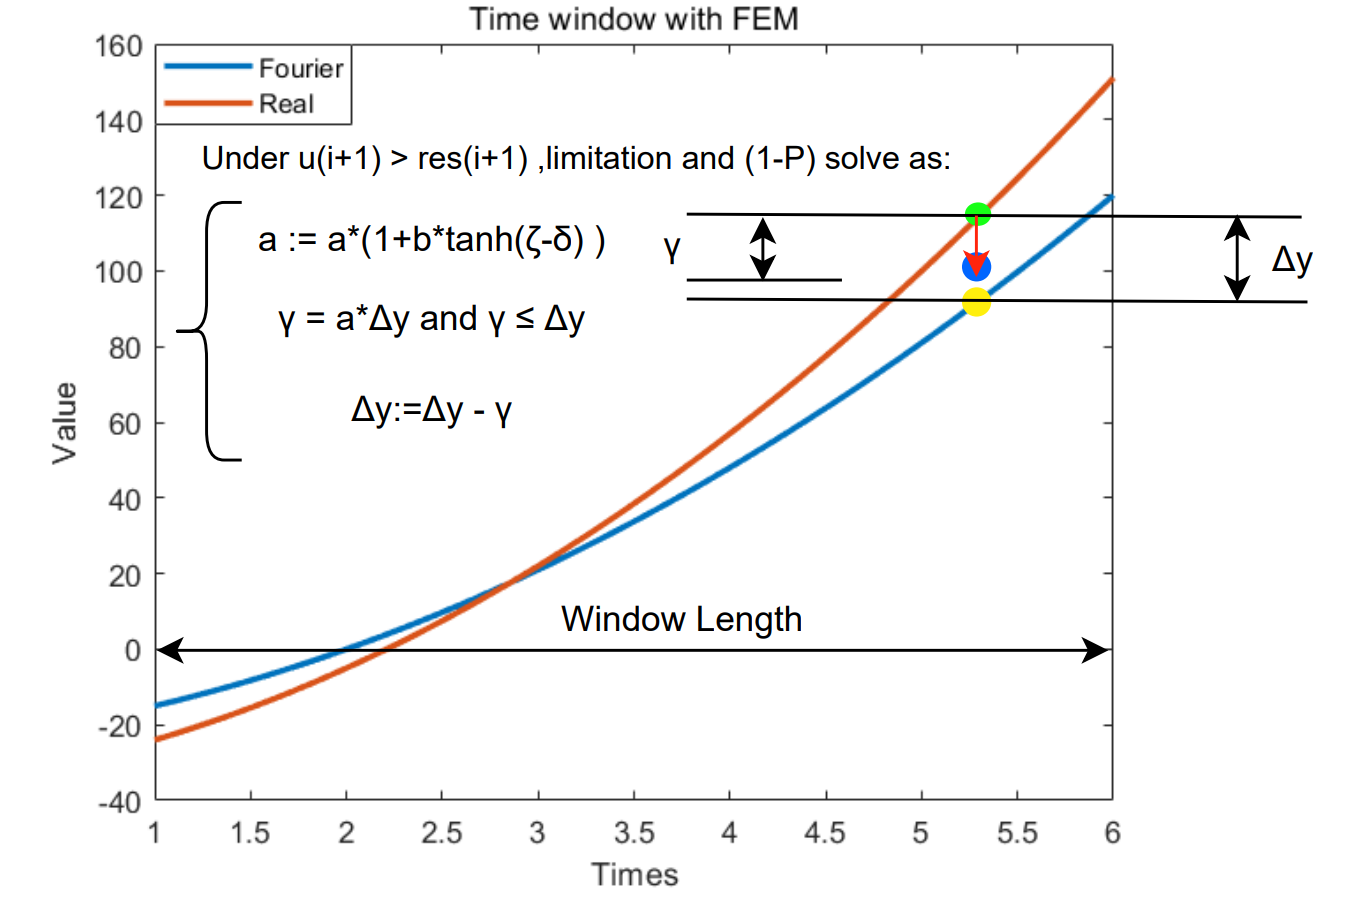 Time window with FEM
160
140
120
100
80
60
40
20
0
-20
-40
Value
Fourier
Real
Under u(i+1) > res(i+1) ,limitation and (1-P) solve as:
a := a*(1+b*tanh(ζ-δ) )
γ = a*Δy and γ ≤ Δy
Δy:=Δy - γ
γ
Δy
Window Length
1 1.5 2 2.5 3 3.5 4 4.5 5 5.5 6
Times